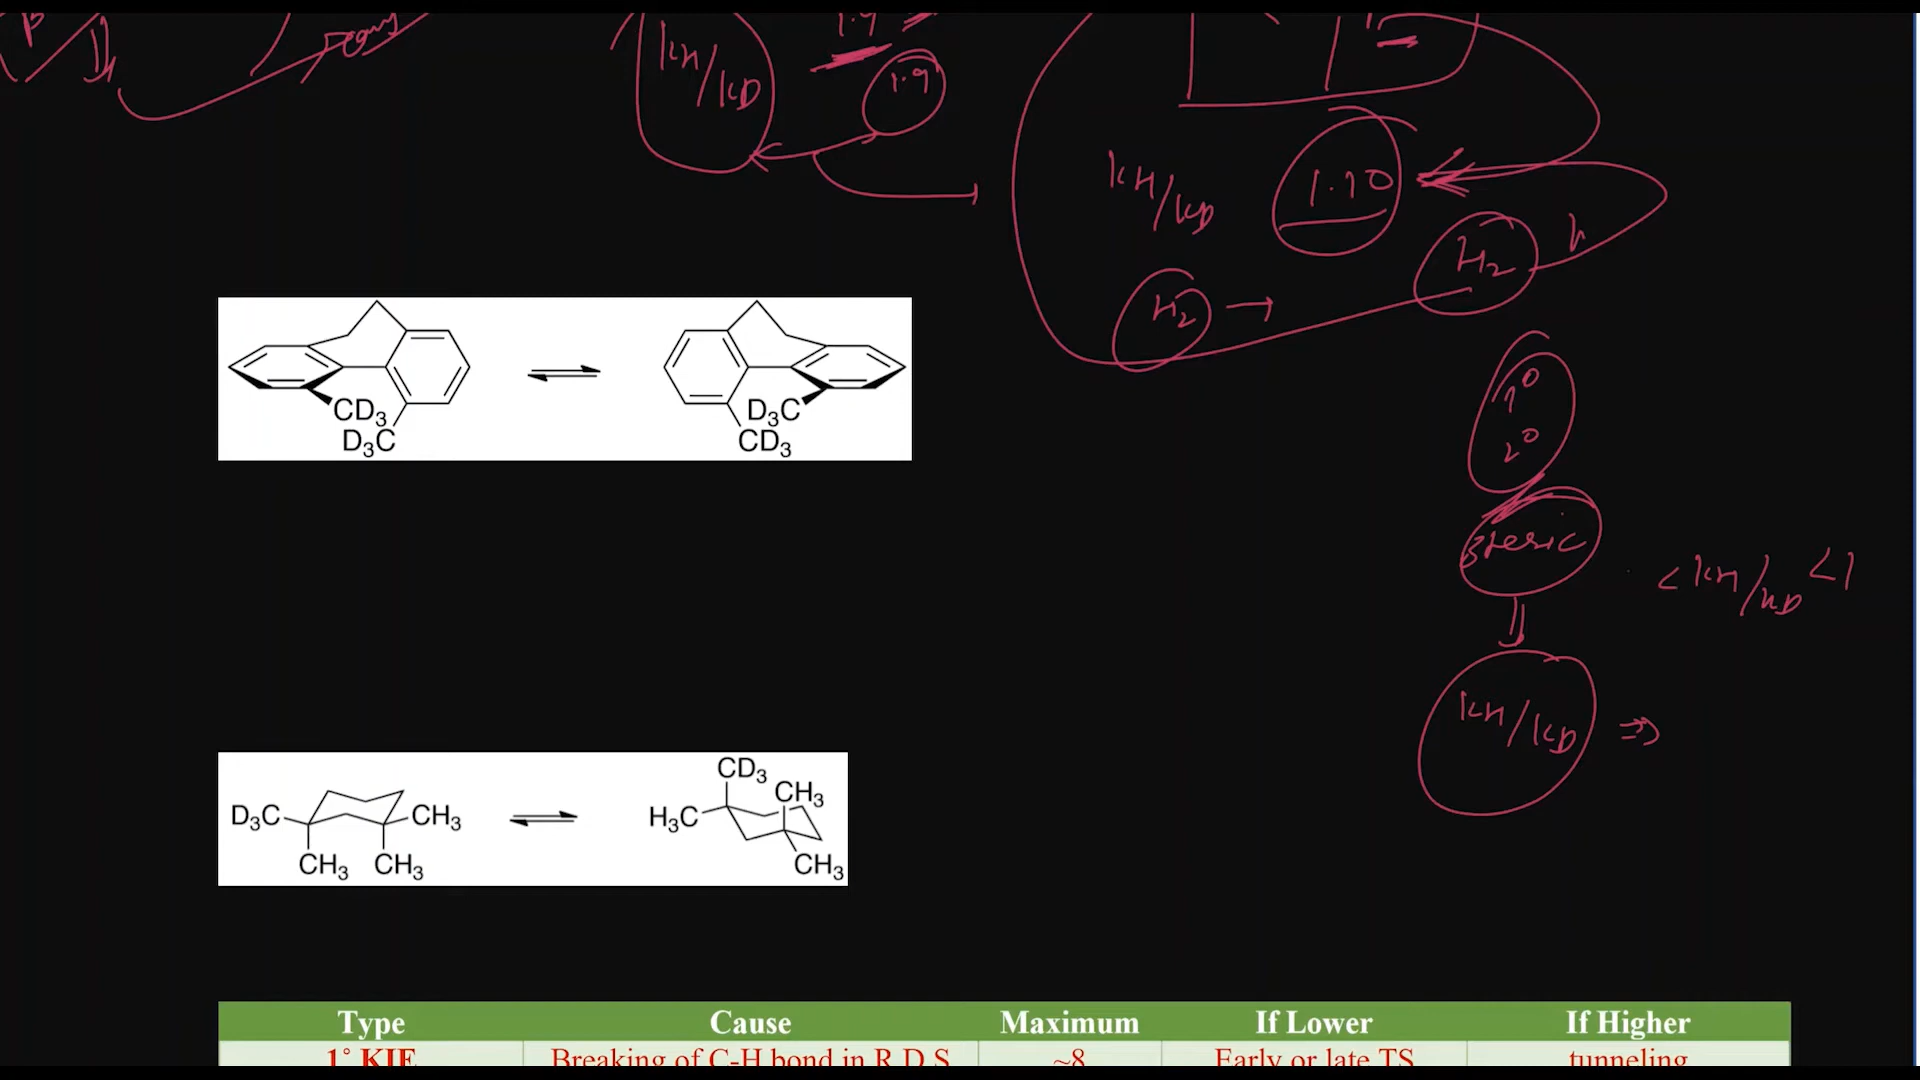 kH/kD
1.9
1.9
kH/kD
1.10
H2
H2
1°
2°
steric
< kH/kD < 1
kH/kD
CD3
D3C
D3C
CD3
D3C
CH3
CH3
CH3
CD3
CH3
H3C
CH3
Type Cause Maximum If Lower If Higher
1° KIE Breaking of C-H bond in R.D.S ~8 Early or late TS tunneling